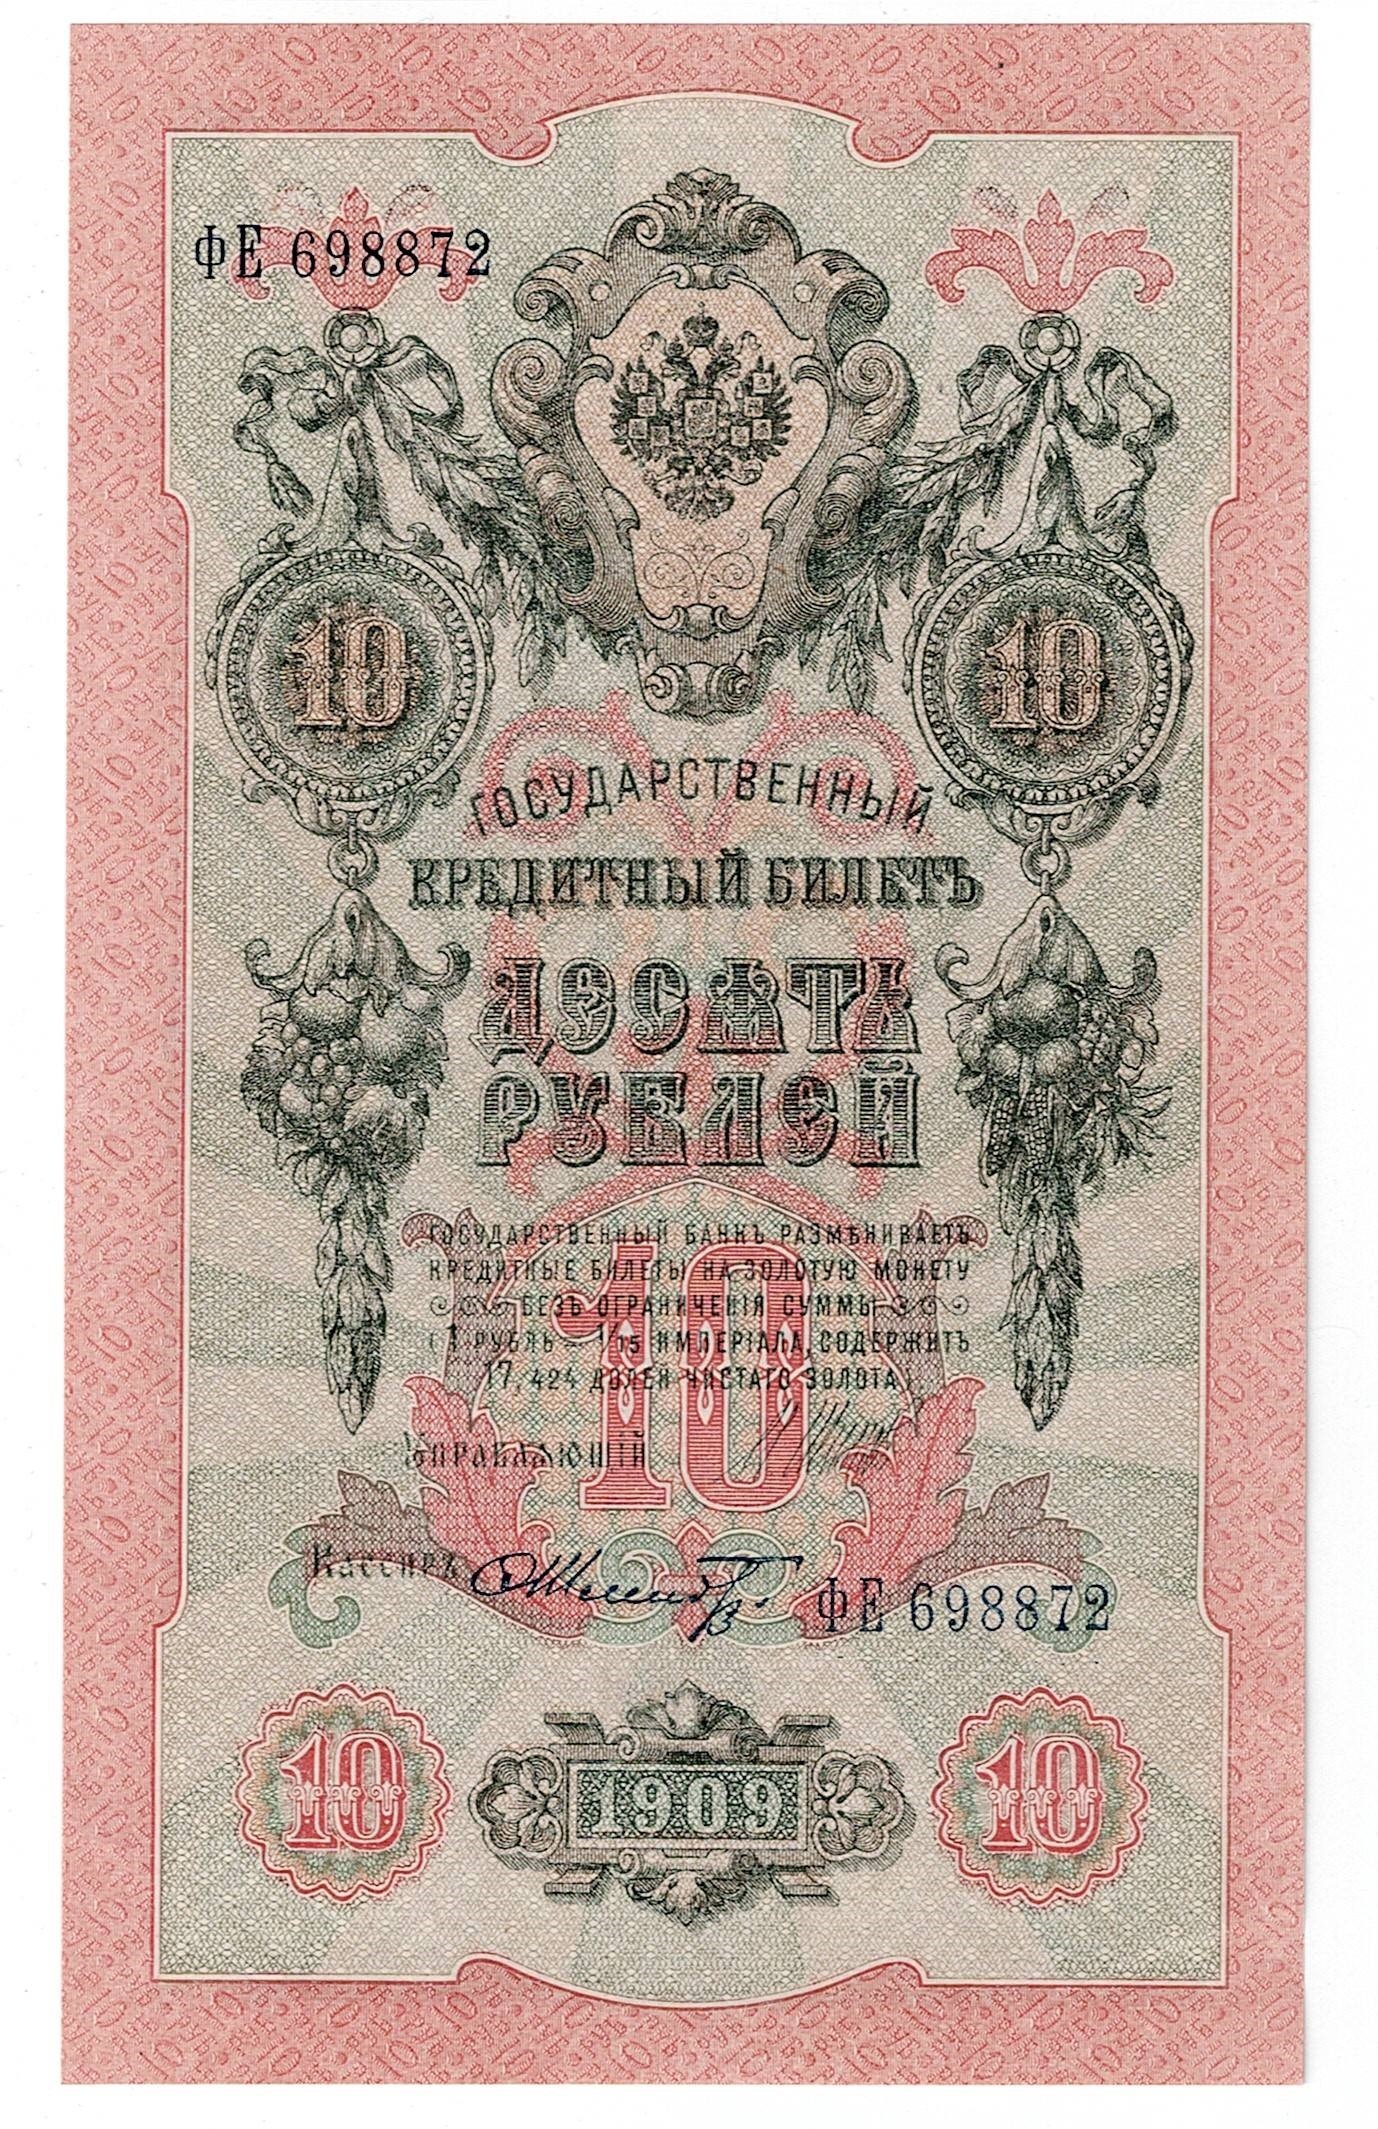 ФЕ 698872
10 10
ГОСУДАРСТВЕННЫЙ
КРЕДИТНЫЙ БИЛЕТЪ
ДЕСЯТЬ
РУБЛЕЙ
ГОСУДАРСТВЕННЫЙ БАНКЪ РАЗМѢНИВАЕТЪ
КРЕДИТНЫЕ БИЛЕТЫ НА ЗОЛОТУЮ МОНЕТУ
БЕЗЪ ОГРАНИЧЕНІЯ СУММЫ
(1 РУБЛЬ = 1/15 ИМПЕРІАЛА, СОДЕРЖИТЪ
17,424 ДОЛЕЙ ЧИСТАГО ЗОЛОТА)
10
Управляющій
Кассиръ
ФЕ 698872
10 1909 10